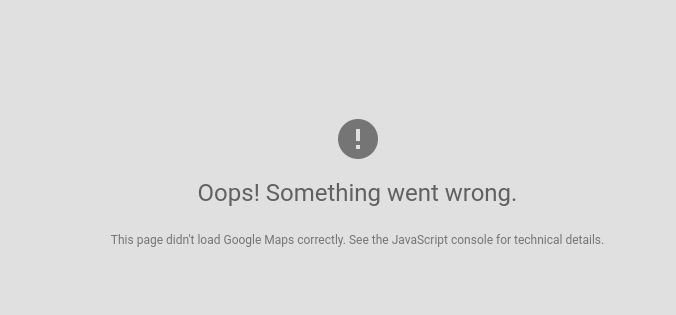 Oops! Something went wrong.
This page didn't load Google Maps correctly. See the JavaScript console for technical details.